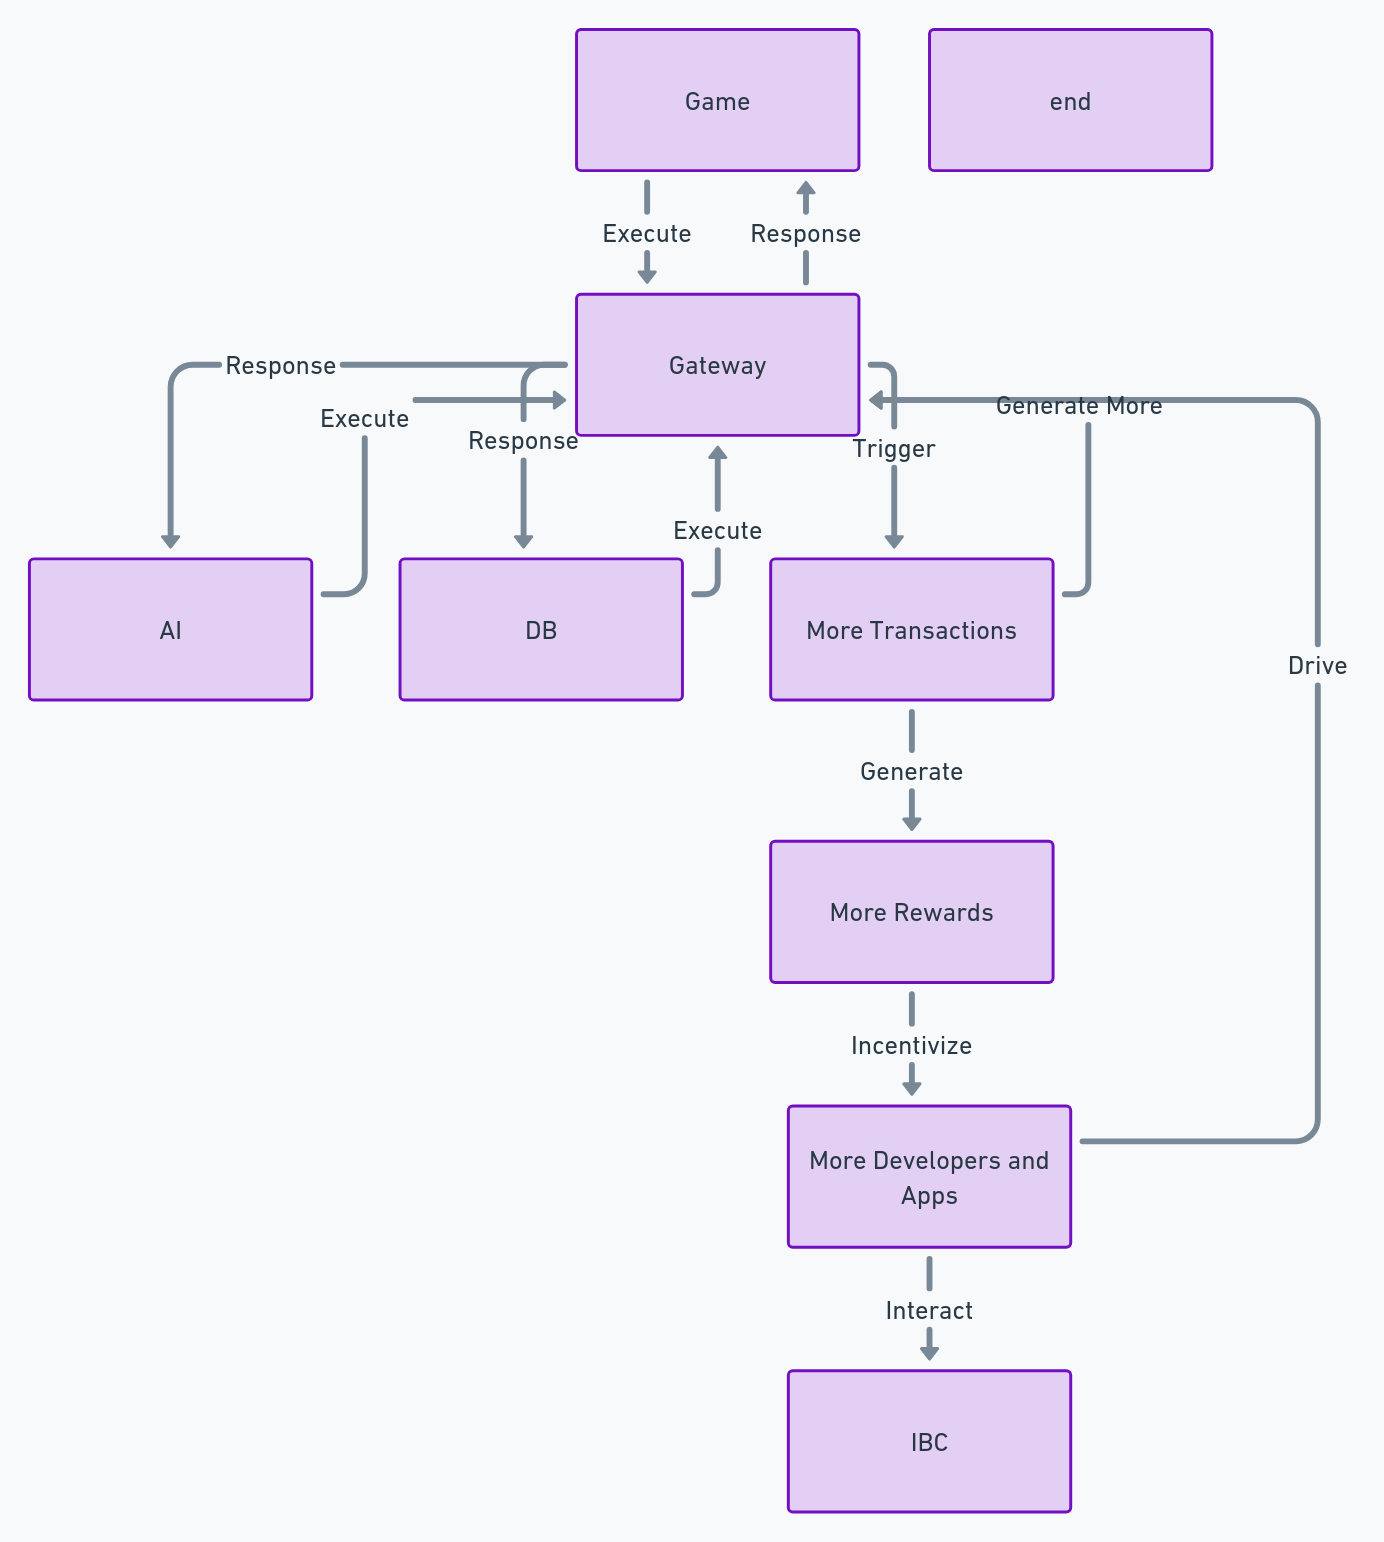 Game
end
Execute
Response
Gateway
Response
Execute
Response
Generate More
Trigger
Execute
AI
DB
More Transactions
Drive
Generate
More Rewards
Incentivize
More Developers and
Apps
Interact
IBC